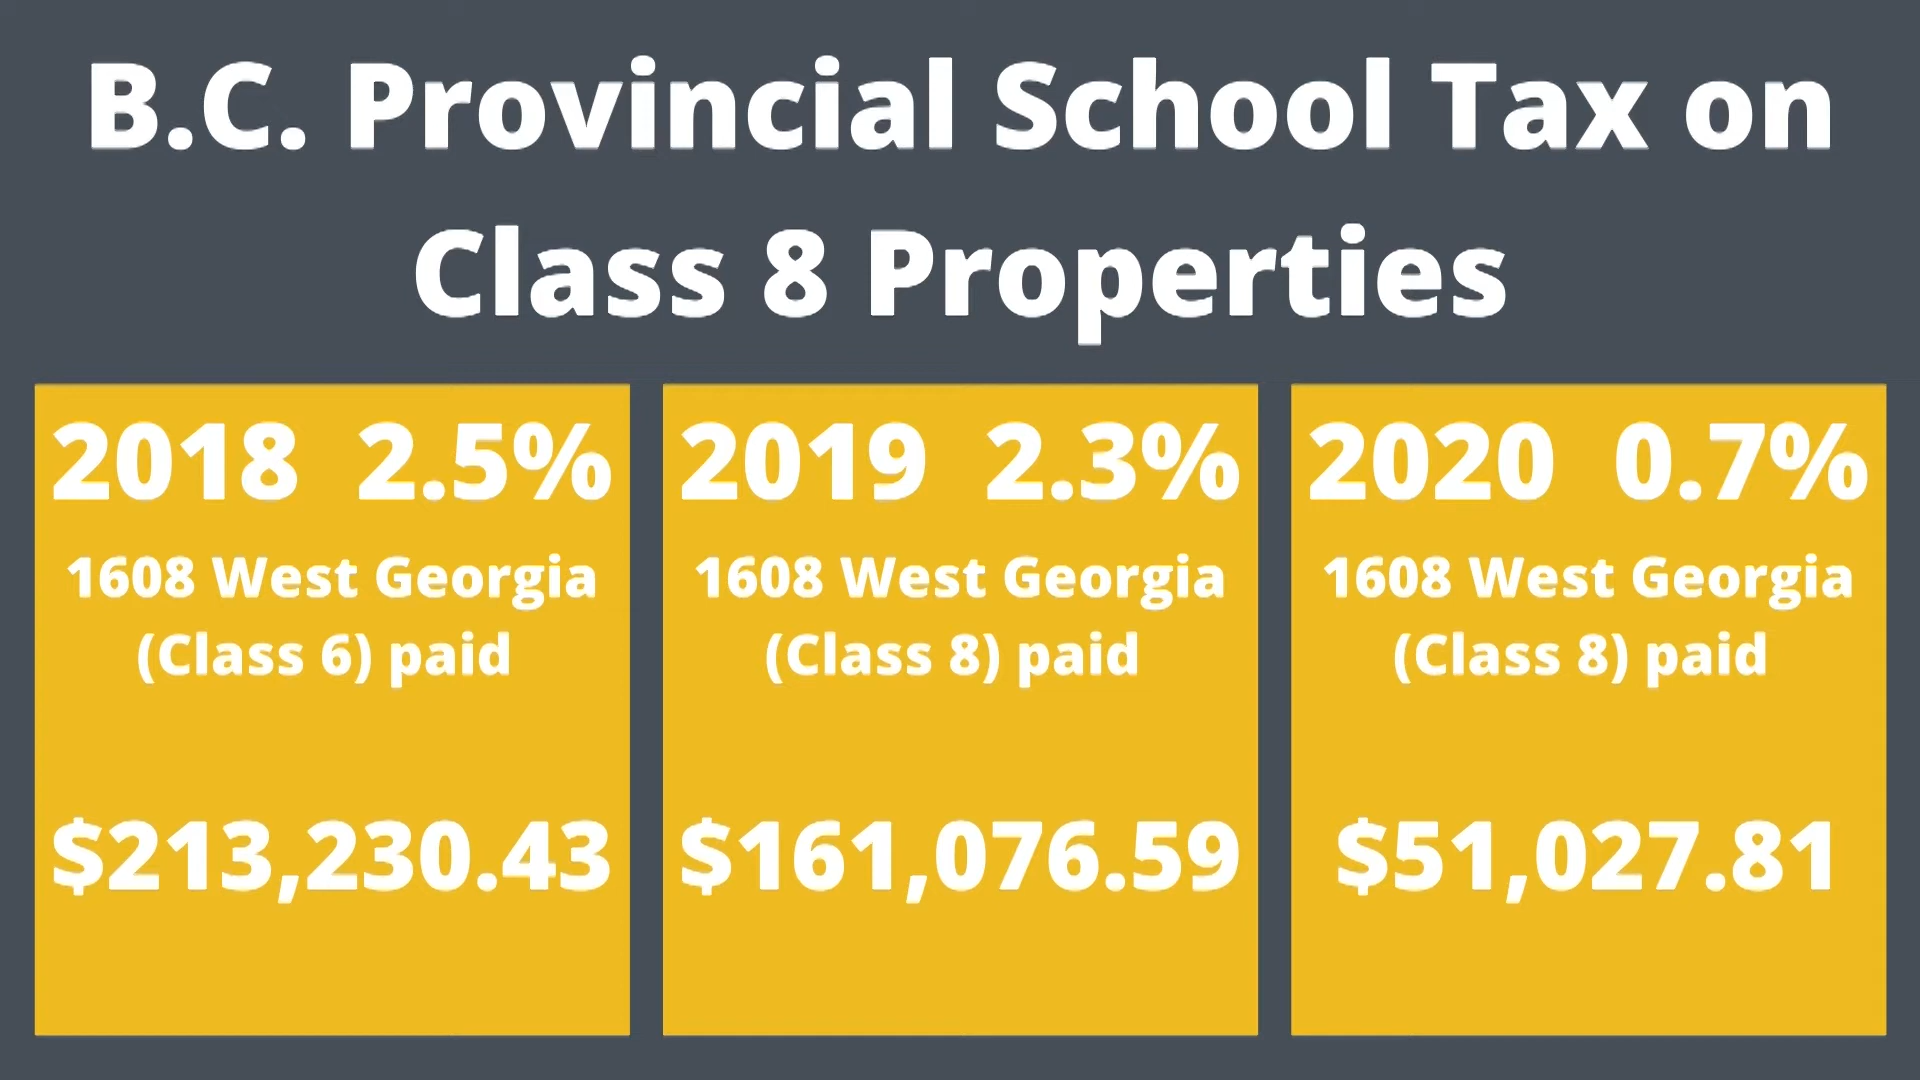 B.C. Provincial School Tax on
Class 8 Properties
2018 2.5%
1608 West Georgia
(Class 6) paid
$213,230.43
2019 2.3%
1608 West Georgia
(Class 8) paid
$161,076.59
2020 0.7%
1608 West Georgia
(Class 8) paid
$51,027.81